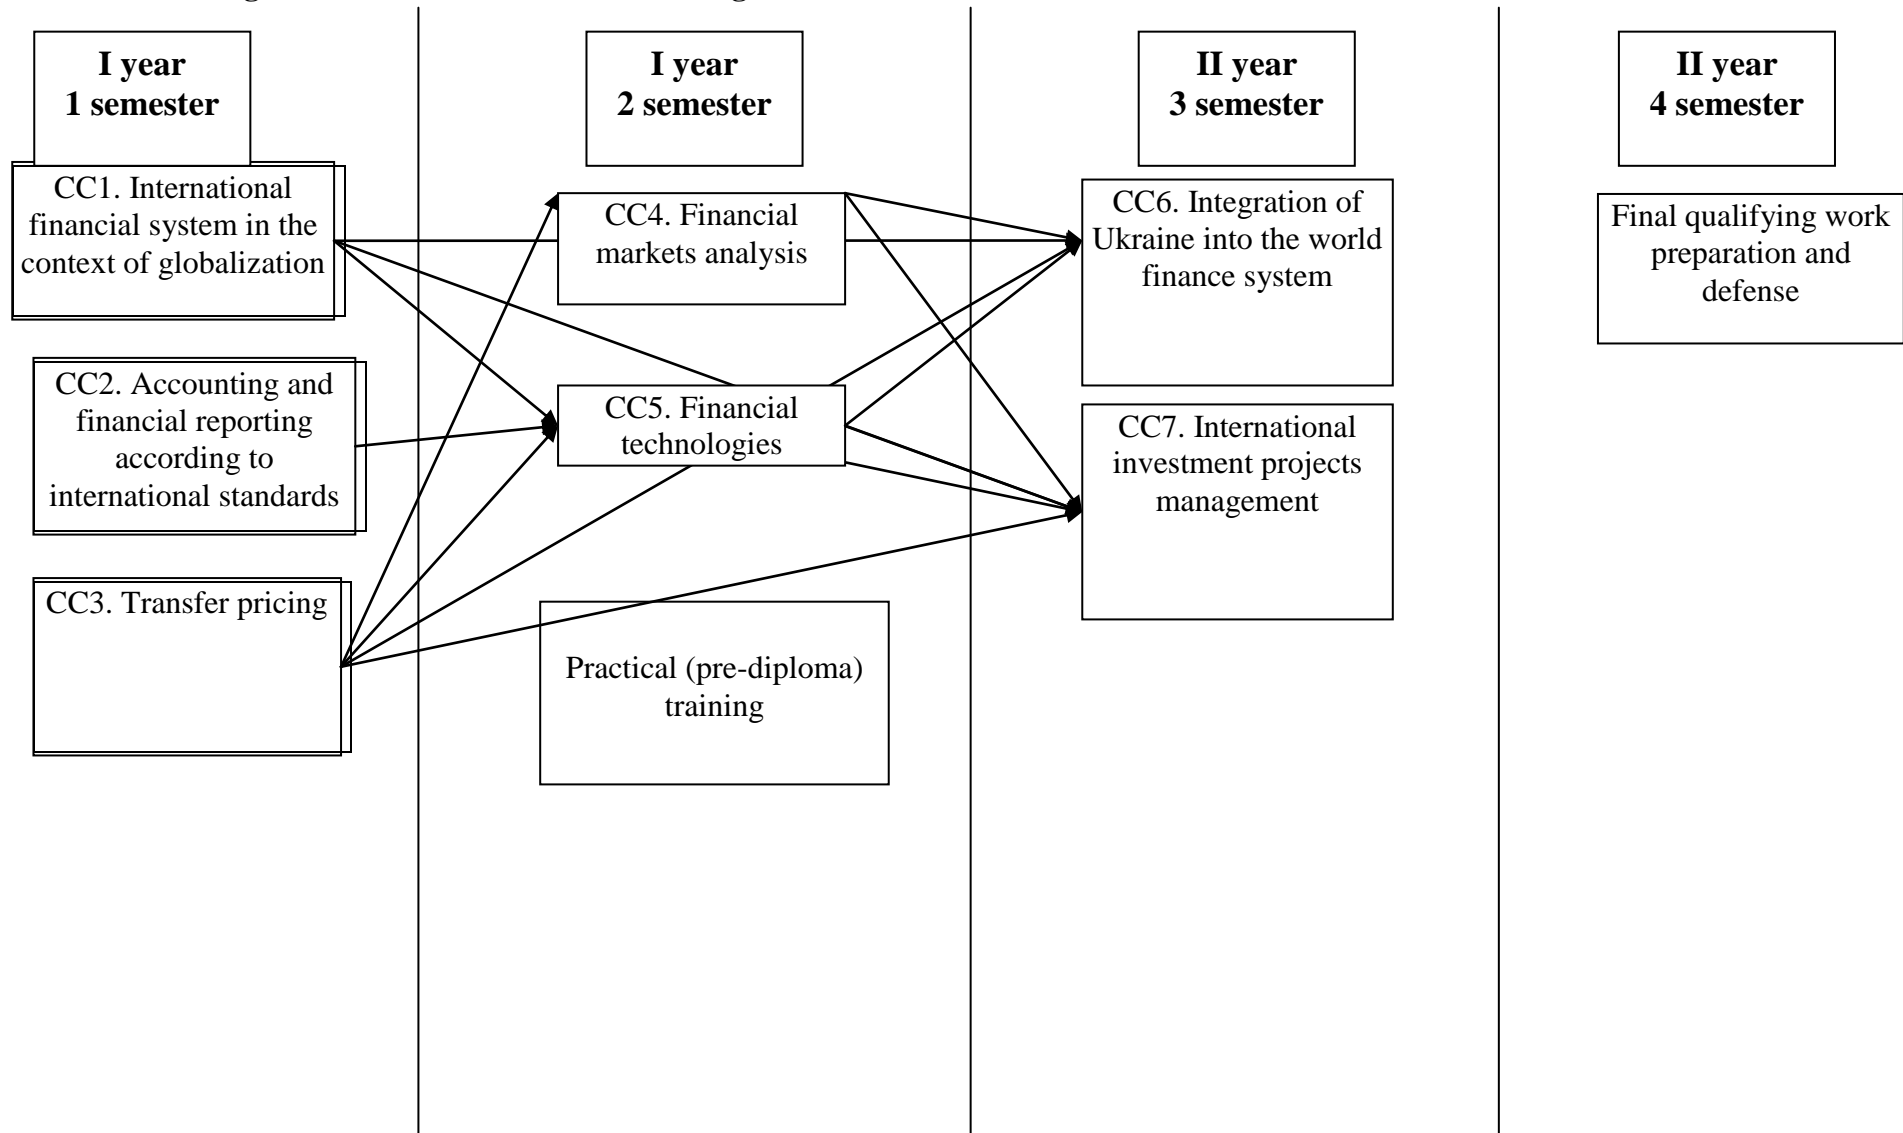 I year
1 semester
I year
2 semester
II year
3 semester
II year
4 semester
CC1. International
financial system in the
context of globalization
CC2. Accounting and
financial reporting
according to
international standards
CC3. Transfer pricing
CC4. Financial
markets analysis
CC5. Financial
technologies
Practical (pre-diploma)
training
CC6. Integration of
Ukraine into the world
finance system
CC7. International
investment projects
management
Final qualifying work
preparation and
defense